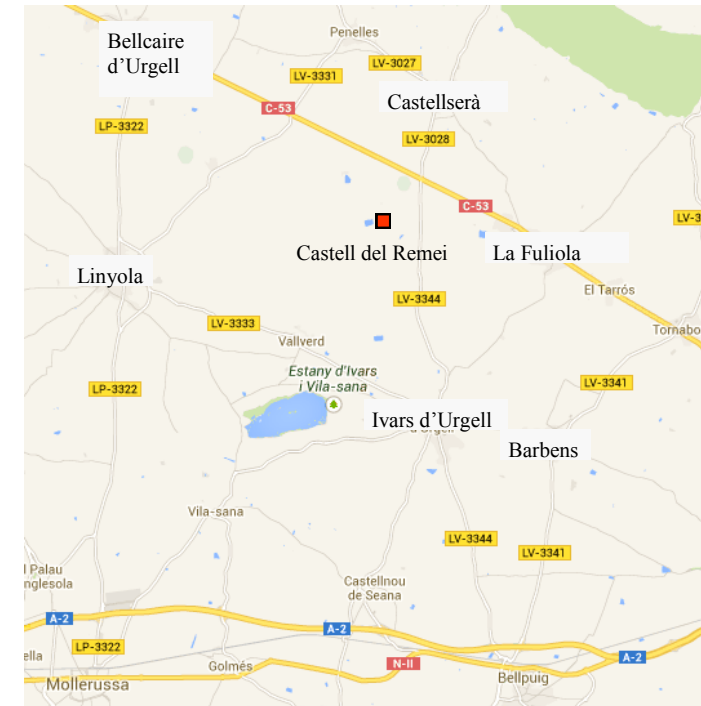 Bellcaire
d’Urgell
Penelles
LV-3027
LV-3331
Castellserà
C-53
LP-3322
LV-3028
C-53
LV-3
Castell del Remei
La Fuliola
Linyola
El Tarrós
LV-3344
LV-3333
Tornabo
Vallverd
Estany d'Ivars
i Vila-sana
LV-3341
LP-3322
Ivars d’Urgell
Barbens
Vila-sana
LV-3344
LV-3341
l Palau
nglesola
Castellnou
de Seana
A-2
A-2
LP-3322
ella
A-2
N-II
Golmés
Bellpuig
Mollerussa